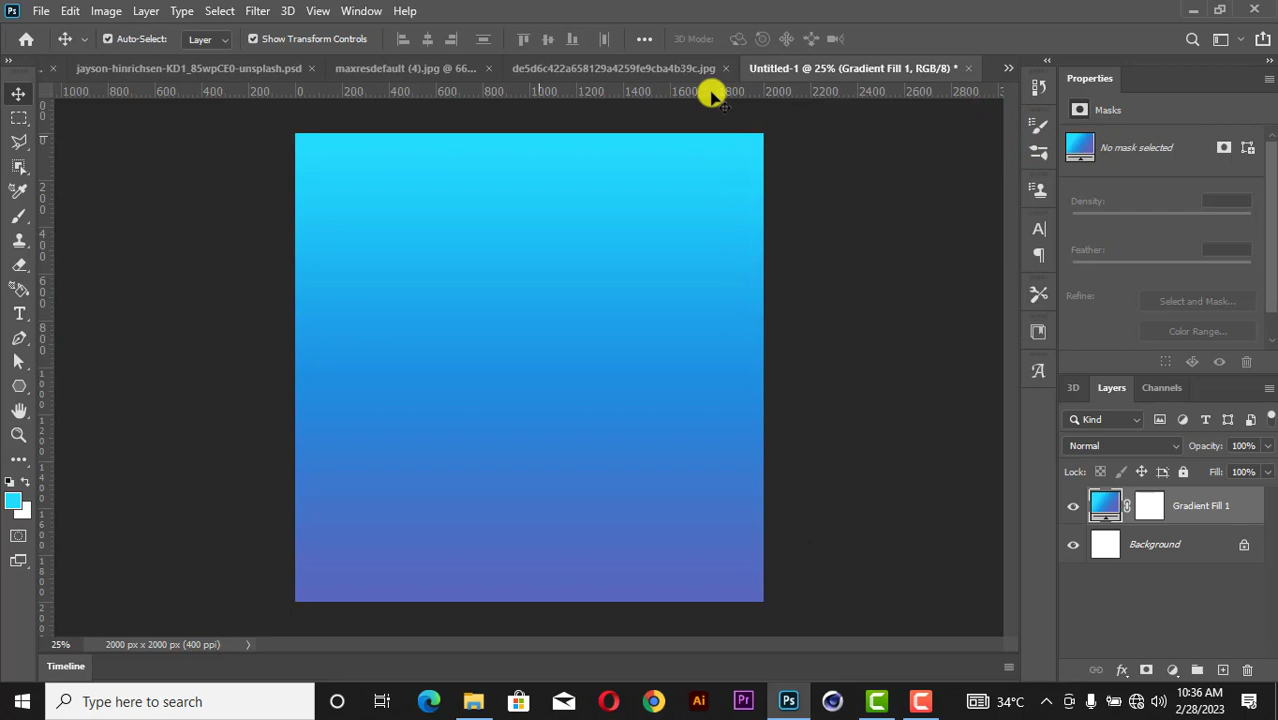 Ps File Edit Image Layer Type Select Filter 3D View Window Help
Auto-Select: Layer Show Transform Controls 3D Mode:
jayson-hinrichsen-KD1_85wpCE0-unsplash.psd maxresdefault (4).jpg @ 66... de5d6c422a658129a4259fe9cba4b39c.jpg Untitled-1 @ 25% (Gradient Fill 1, RGB/8) *
1000 800 600 400 200 0 200 400 600 800 1000 1200 1400 1600 1800 2000 2200 2400 2600 2800
Properties
Masks
No mask selected
Density:
Feather:
Refine: Select and Mask...
Color Range...
3D Layers Channels
Kind
Normal Opacity: 100%
Lock: Fill: 100%
Gradient Fill 1
Background
25% 2000 px x 2000 px (400 ppi)
Timeline
Type here to search
Ai Pr Ps
34°C
10:36 AM
2/28/2023